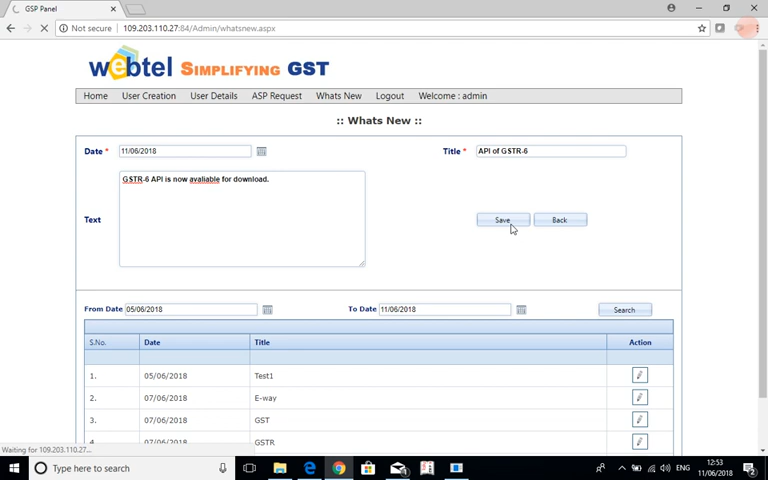 GSP Panel
Not secure | 109.203.110.27:84/Admin/whatsnew.aspx
webtel SIMPLIFYING GST
Home User Creation User Details ASP Request Whats New Logout Welcome : admin
:: Whats New ::
Date * 11/06/2018 Title * API of GSTR-6
GSTR-6 API is now avaliable for download.
Text Save Back
From Date 05/06/2018 To Date 11/06/2018 Search
S.No. Date Title Action
1. 05/06/2018 Test1
2. 07/06/2018 E-way
3. 07/06/2018 GST
4. 07/06/2018 GSTR
Waiting for 109.203.110.27...
Type here to search
ENG
12:53
11/06/2018
2